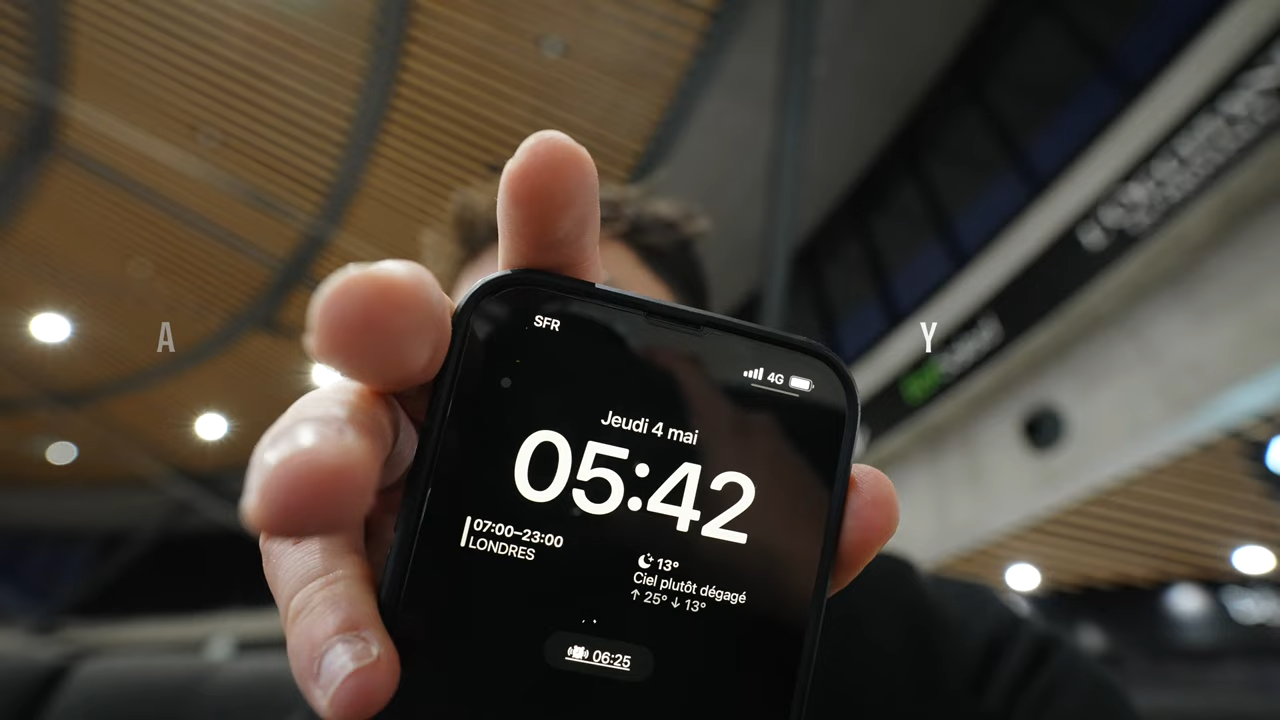 SFR
4G
A Y
Jeudi 4 mai
05:42
07:00–23:00
LONDRES
13°
Ciel plutôt dégagé
↑ 25° ↓ 13°
06:25